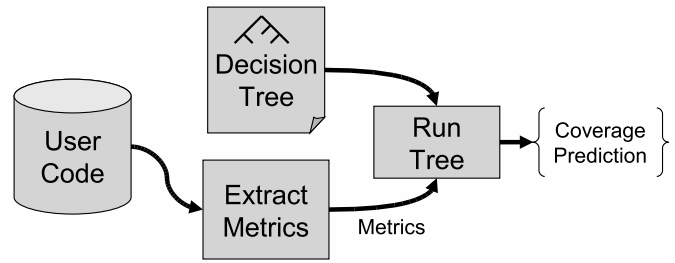 Decision
Tree
User
Code
Run
Tree
Coverage
Prediction
Extract
Metrics
Metrics